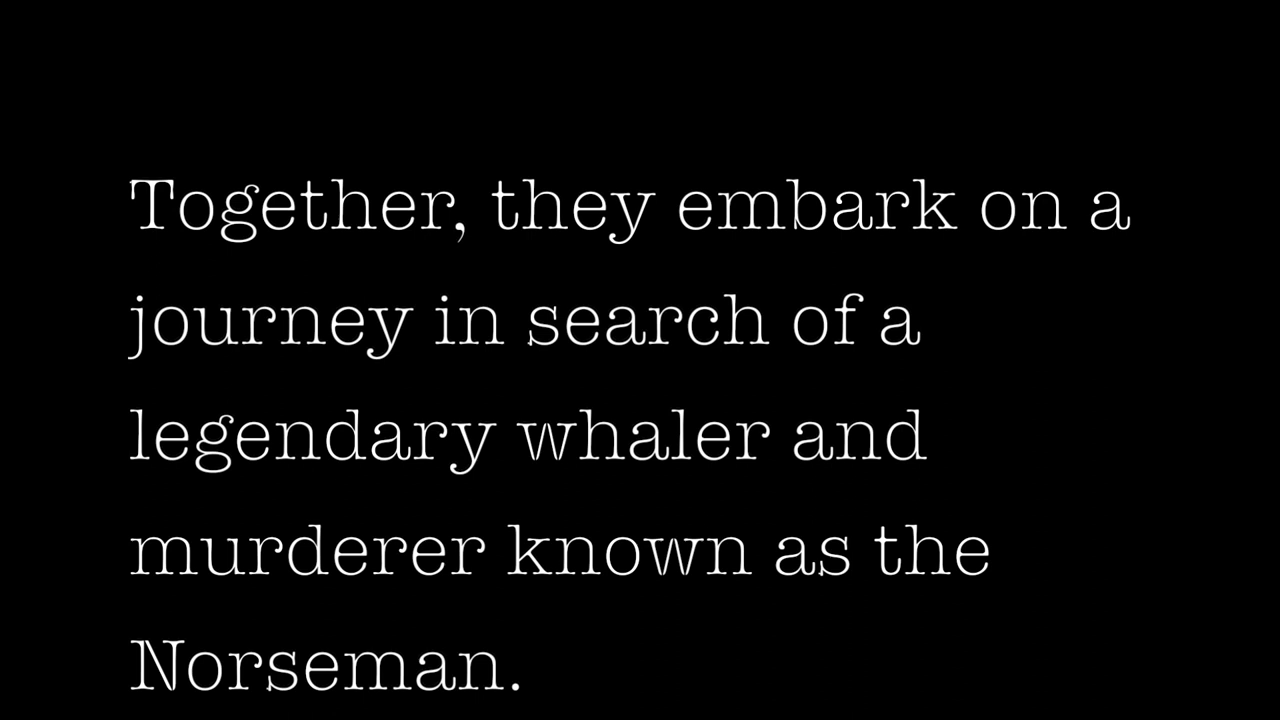 Together, they embark on a
journey in search of a
legendary whaler and
murderer known as the
Norseman.